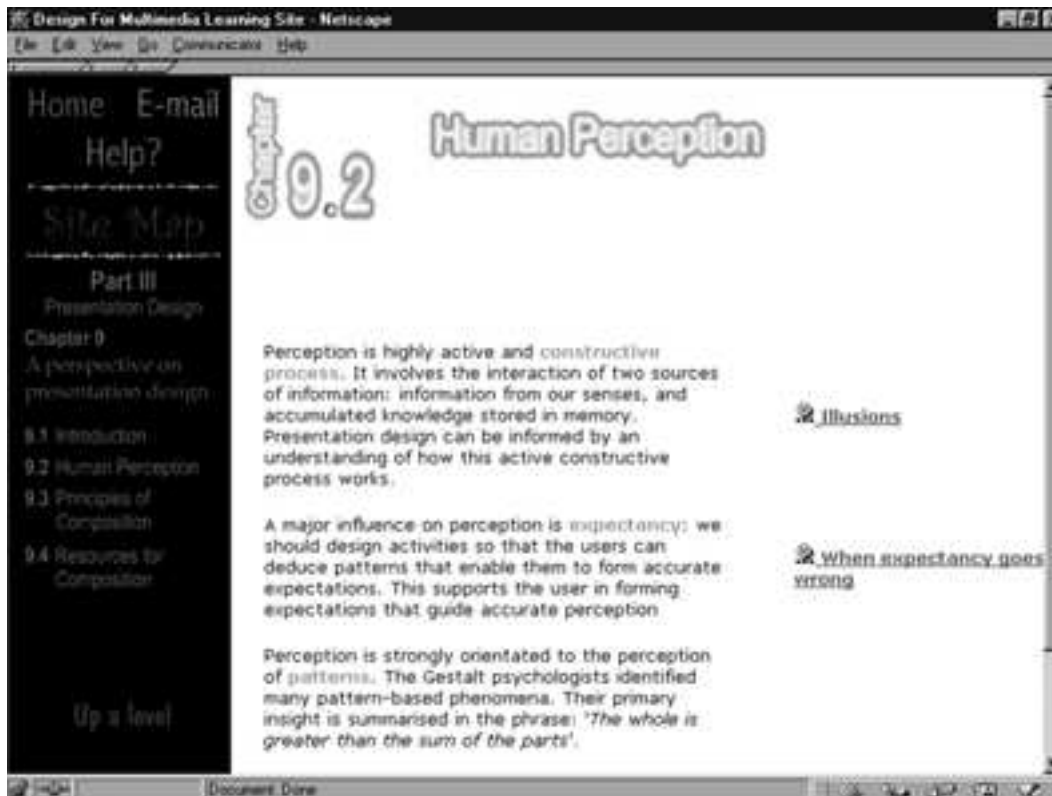 Design For Multimedia Learning Site - Netscape
File Edit View Go Communicator Help
Home E-mail
Help?
Site Map
Part III
Presentation Design
Chapter 9
A perspective on
presentation design
9.1 Introduction
9.2 Human Perception
9.3 Principles of
Composition
9.4 Resources for
Composition
Up a level
Chapter
9.2
Human Perception
Perception is highly active and constructive
process. It involves the interaction of two sources
of information: information from our senses, and
accumulated knowledge stored in memory.
Presentation design can be informed by an
understanding of how this active constructive
process works.
Illusions
A major influence on perception is expectancy: we
should design activities so that the users can
deduce patterns that enable them to form accurate
expectations. This supports the user in forming
expectations that guide accurate perception
When expectancy goes
wrong
Perception is strongly orientated to the perception
of patterns. The Gestalt psychologists identified
many pattern-based phenomena. Their primary
insight is summarised in the phrase: 'The whole is
greater than the sum of the parts'.
Document: Done